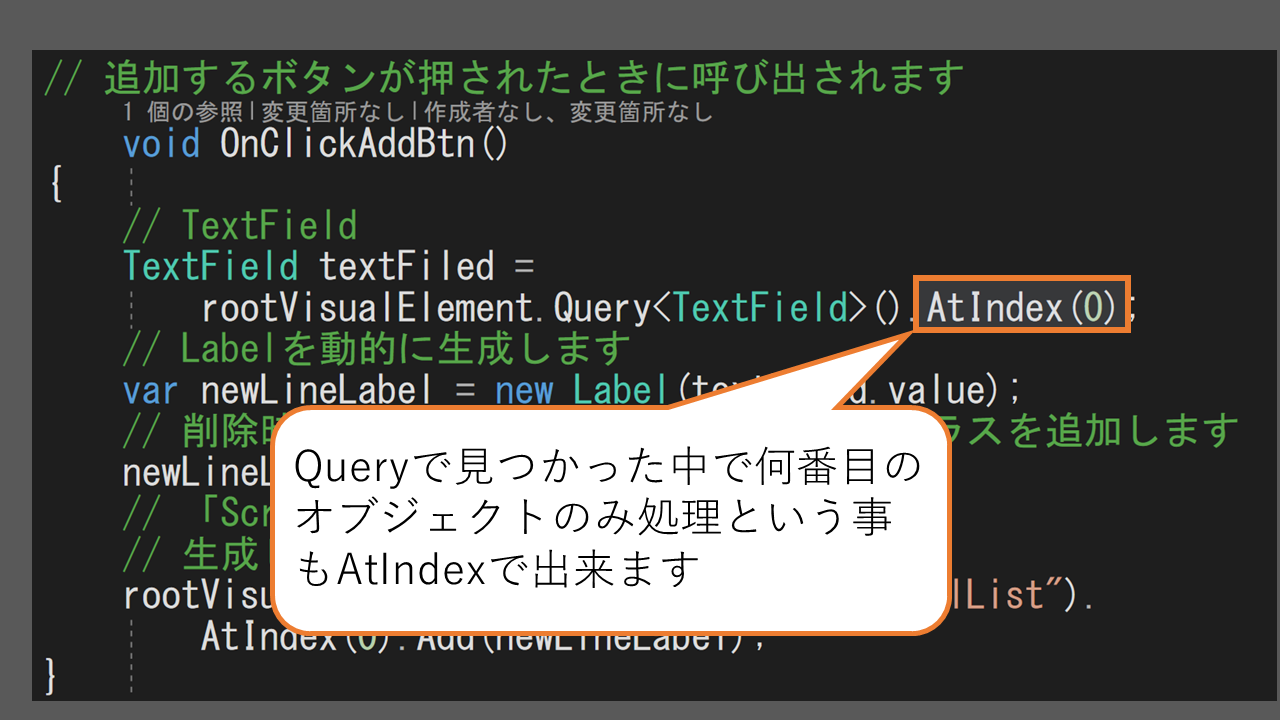 // 追加するボタンが押されたときに呼び出されます
1 個の参照|変更箇所なし|作成者なし、変更箇所なし
void OnClickAddBtn()
{
// TextField
TextField textFiled =
rootVisualElement.Query<TextField>().AtIndex(0);
// Labelを動的に生成します
var newLineLabel = new Label(te d.value);
// 削除 ラスを追加します
newLineL
// 「Scr
// 生成
rootVisu lList").
AtIndex(0).Add(newLineLabel);
}
Queryで見つかった中で何番目の
オブジェクトのみ処理という事
もAtIndexで出来ます